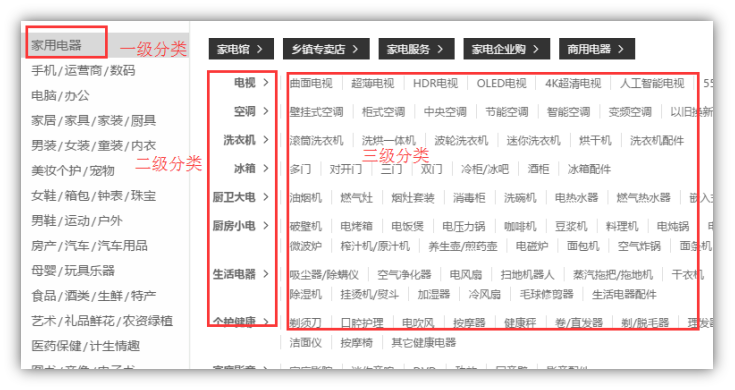 家用电器
一级分类
手机/运营商/数码
电脑/办公
家居/家具/家装/厨具
男装/女装/童装/内衣
美妆个护/宠物
女鞋/箱包/钟表/珠宝
男鞋/运动/户外
房产/汽车/汽车用品
母婴/玩具乐器
食品/酒类/生鲜/特产
艺术/礼品鲜花/农资绿植
医药保健/计生情趣
家电馆 > 乡镇专卖店 > 家电服务 > 家电企业购 > 商用电器 >
二级分类
三级分类
电视 > 曲面电视 超薄电视 HDR电视 OLED电视 4K超清电视 人工智能电视 55
空调 > 壁挂式空调 柜式空调 中央空调 节能空调 智能空调 变频空调 以旧换新
洗衣机 > 滚筒洗衣机 洗烘一体机 波轮洗衣机 迷你洗衣机 烘干机 洗衣机配件
冰箱 > 多门 对开门 三门 双门 冷柜/冰吧 酒柜 冰箱配件
厨卫大电 > 油烟机 燃气灶 烟灶套装 消毒柜 洗碗机 电热水器 燃气热水器 嵌入
厨房小电 > 破壁机 电烤箱 电饭煲 电压力锅 咖啡机 豆浆机 料理机 电炖锅
微波炉 榨汁机/原汁机 养生壶/煎药壶 电磁炉 面包机 空气炸锅 面条机
生活电器 > 吸尘器/除螨仪 空气净化器 电风扇 扫地机器人 蒸汽拖把/拖地机 干衣机
除湿机 挂烫机/熨斗 加湿器 冷风扇 毛球修剪器 生活电器配件
个护健康 > 剃须刀 口腔护理 电吹风 按摩器 健康秤 卷/直发器 剃/脱毛器 理发
洁面仪 按摩椅 其它健康电器